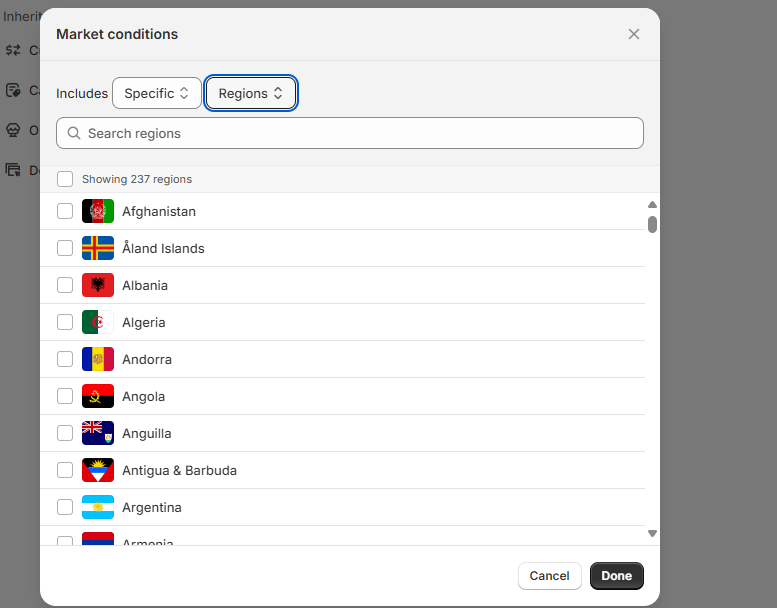 Inherit
Market conditions
Includes Specific Regions
Search regions
Showing 237 regions
Afghanistan
Åland Islands
Albania
Algeria
Andorra
Angola
Anguilla
Antigua & Barbuda
Argentina
Armenia
Cancel Done